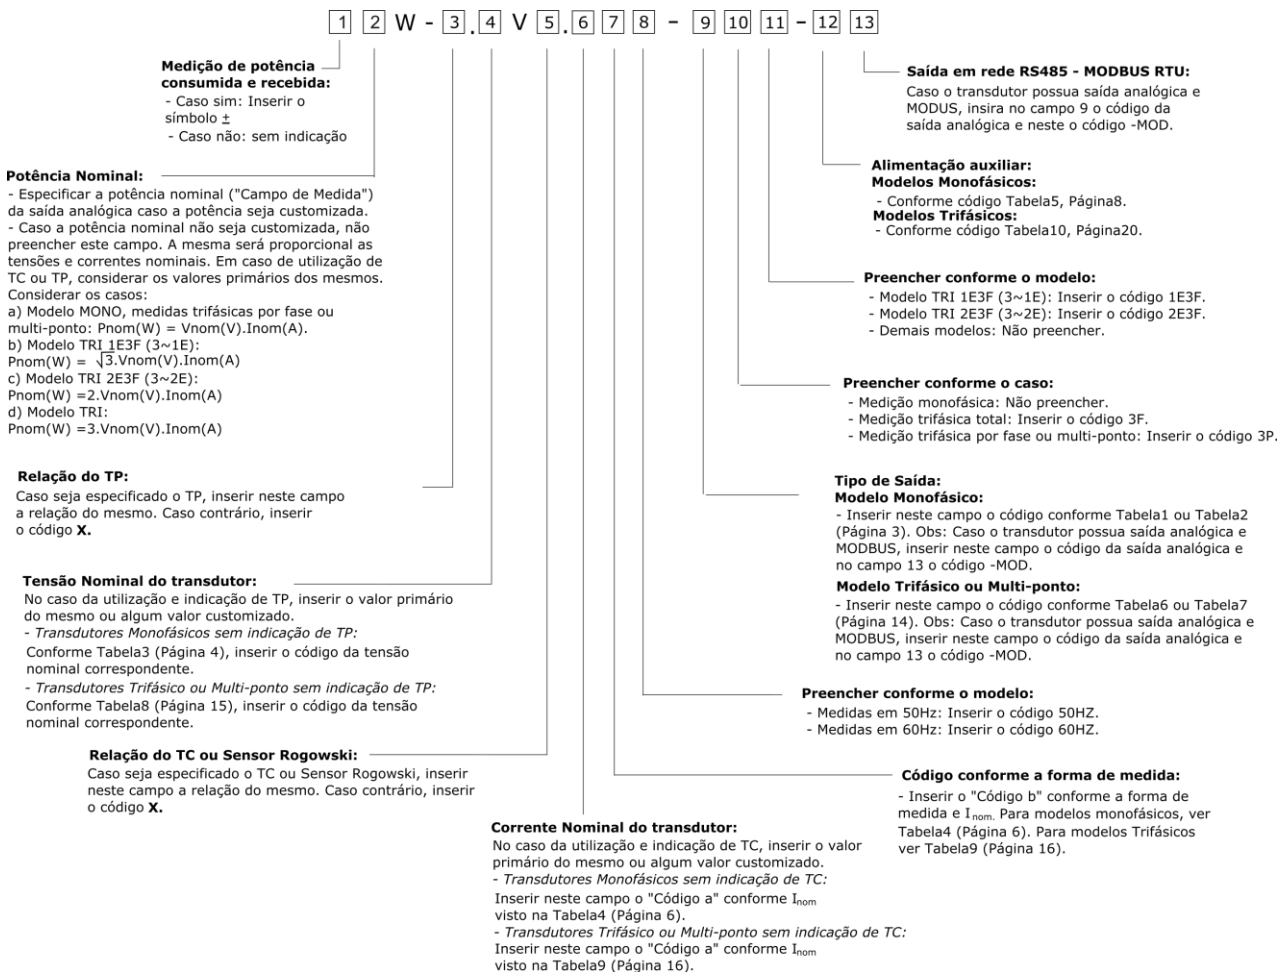 1 2 W - 3 . 4 V 5 . 6 7 8 - 9 10 11 - 12 13
Medição de potência
consumida e recebida:
- Caso sim: Inserir o
símbolo ±
- Caso não: sem indicação
Potência Nominal:
- Especificar a potência nominal ("Campo de Medida")
da saída analógica caso a potência seja customizada.
- Caso a potência nominal não seja customizada, não
preencher este campo. A mesma será proporcional as
tensões e correntes nominais. Em caso de utilização de
TC ou TP, considerar os valores primários dos mesmos.
Considerar os casos:
a) Modelo MONO, medidas trifásicas por fase ou
multi-ponto: Pnom(W) = Vnom(V).Inom(A).
b) Modelo TRI 1E3F (3~1E):
Pnom(W) = √3.Vnom(V).Inom(A)
c) Modelo TRI 2E3F (3~2E):
Pnom(W) =2.Vnom(V).Inom(A)
d) Modelo TRI:
Pnom(W) =3.Vnom(V).Inom(A)
Relação do TP:
Caso seja especificado o TP, inserir neste campo
a relação do mesmo. Caso contrário, inserir
o código X.
Tensão Nominal do transdutor:
No caso da utilização e indicação de TP, inserir o valor primário
do mesmo ou algum valor customizado.
- Transdutores Monofásicos sem indicação de TP:
Conforme Tabela3 (Página 4), inserir o código da tensão
nominal correspondente.
- Transdutores Trifásico ou Multi-ponto sem indicação de TP:
Conforme Tabela8 (Página 15), inserir o código da tensão
nominal correspondente.
Relação do TC ou Sensor Rogowski:
Caso seja especificado o TC ou Sensor Rogowski, inserir
neste campo a relação do mesmo. Caso contrário, inserir
o código X.
Corrente Nominal do transdutor:
No caso da utilização e indicação de TC, inserir o valor
primário do mesmo ou algum valor customizado.
- Transdutores Monofásicos sem indicação de TC:
Inserir neste campo o "Código a" conforme Inom
visto na Tabela4 (Página 6).
- Transdutores Trifásico ou Multi-ponto sem indicação de TC:
Inserir neste campo o "Código a" conforme Inom
visto na Tabela9 (Página 16).
Saída em rede RS485 - MODBUS RTU:
Caso o transdutor possua saída analógica e
MODUS, insira no campo 9 o código da
saída analógica e neste o código -MOD.
Alimentação auxiliar:
Modelos Monofásicos:
- Conforme código Tabela5, Página8.
Modelos Trifásicos:
- Conforme código Tabela10, Página20.
Preencher conforme o modelo:
- Modelo TRI 1E3F (3~1E): Inserir o código 1E3F.
- Modelo TRI 2E3F (3~2E): Inserir o código 2E3F.
- Demais modelos: Não preencher.
Preencher conforme o caso:
- Medição monofásica: Não preencher.
- Medição trifásica total: Inserir o código 3F.
- Medição trifásica por fase ou multi-ponto: Inserir o código 3P.
Tipo de Saída:
Modelo Monofásico:
- Inserir neste campo o código conforme Tabela1 ou Tabela2
(Página 3). Obs: Caso o transdutor possua saída analógica e
MODBUS, inserir neste campo o código da saída analógica e
no campo 13 o código -MOD.
Modelo Trifásico ou Multi-ponto:
- Inserir neste campo o código conforme Tabela6 ou Tabela7
(Página 14). Obs: Caso o transdutor possua saída analógica e
MODBUS, inserir neste campo o código da saída analógica e
no campo 13 o código -MOD.
Preencher conforme o modelo:
- Medidas em 50Hz: Inserir o código 50HZ.
- Medidas em 60Hz: Inserir o código 60HZ.
Código conforme a forma de medida:
- Inserir o "Código b" conforme a forma de
medida e Inom. Para modelos monofásicos, ver
Tabela4 (Página 6). Para modelos Trifásicos
ver Tabela9 (Página 16).